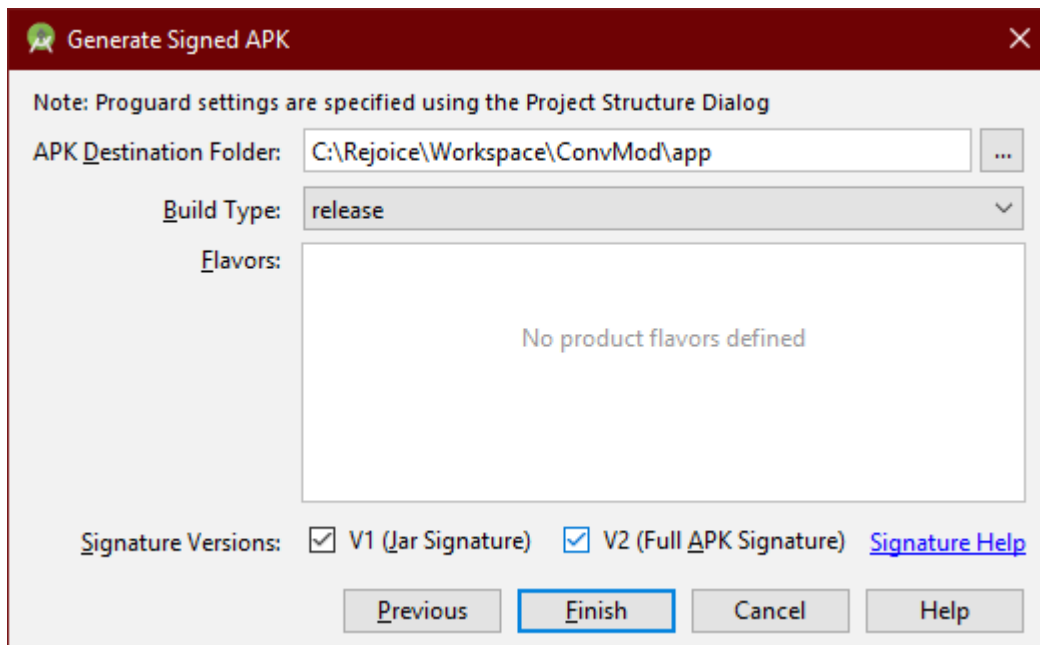 Generate Signed APK
Note: Proguard settings are specified using the Project Structure Dialog
APK Destination Folder: C:\Rejoice\Workspace\ConvMod\app ...
Build Type: release
Flavors:
No product flavors defined
Signature Versions: V1 (Jar Signature) V2 (Full APK Signature) Signature Help
Previous Finish Cancel Help